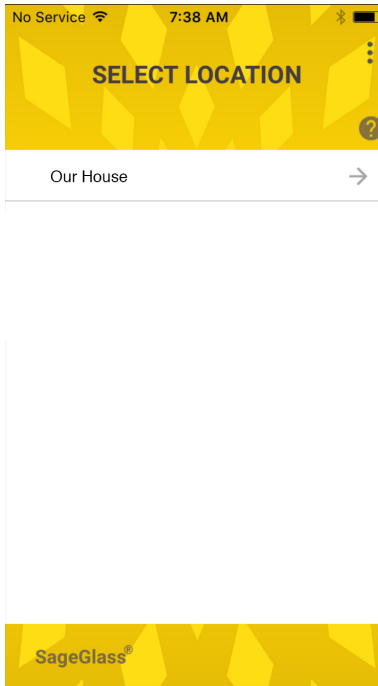 No Service 7:38 AM
SELECT LOCATION
?
Our House
SageGlass®